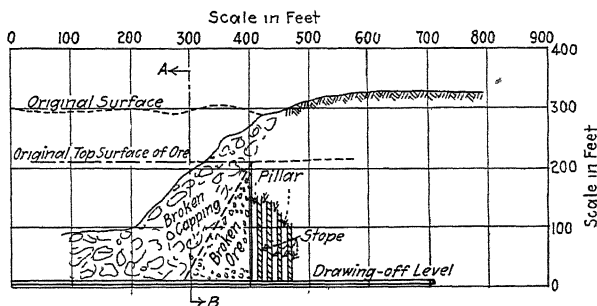 Scale in Feet
0 100 200 300 400 500 600 700 800 900
400
A
Original Surface
300
Scale in Feet
Original Top Surface of Ore
200
Pillar
Broken
Capping
100
Broken
Ore
Stope
Drawing-off Level
0
B